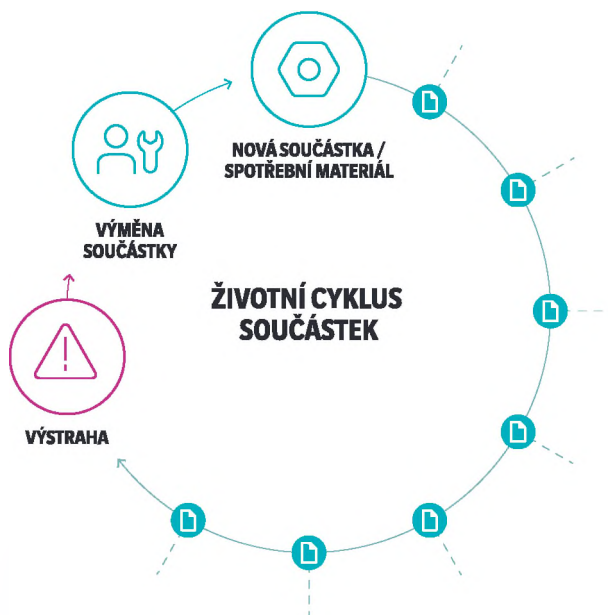 NOVÁ SOUČÁSTKA /
SPOTŘEBNÍ MATERIÁL
VÝMĚNA
SOUČÁSTKY
ŽIVOTNÍ CYKLUS
SOUČÁSTEK
VÝSTRAHA